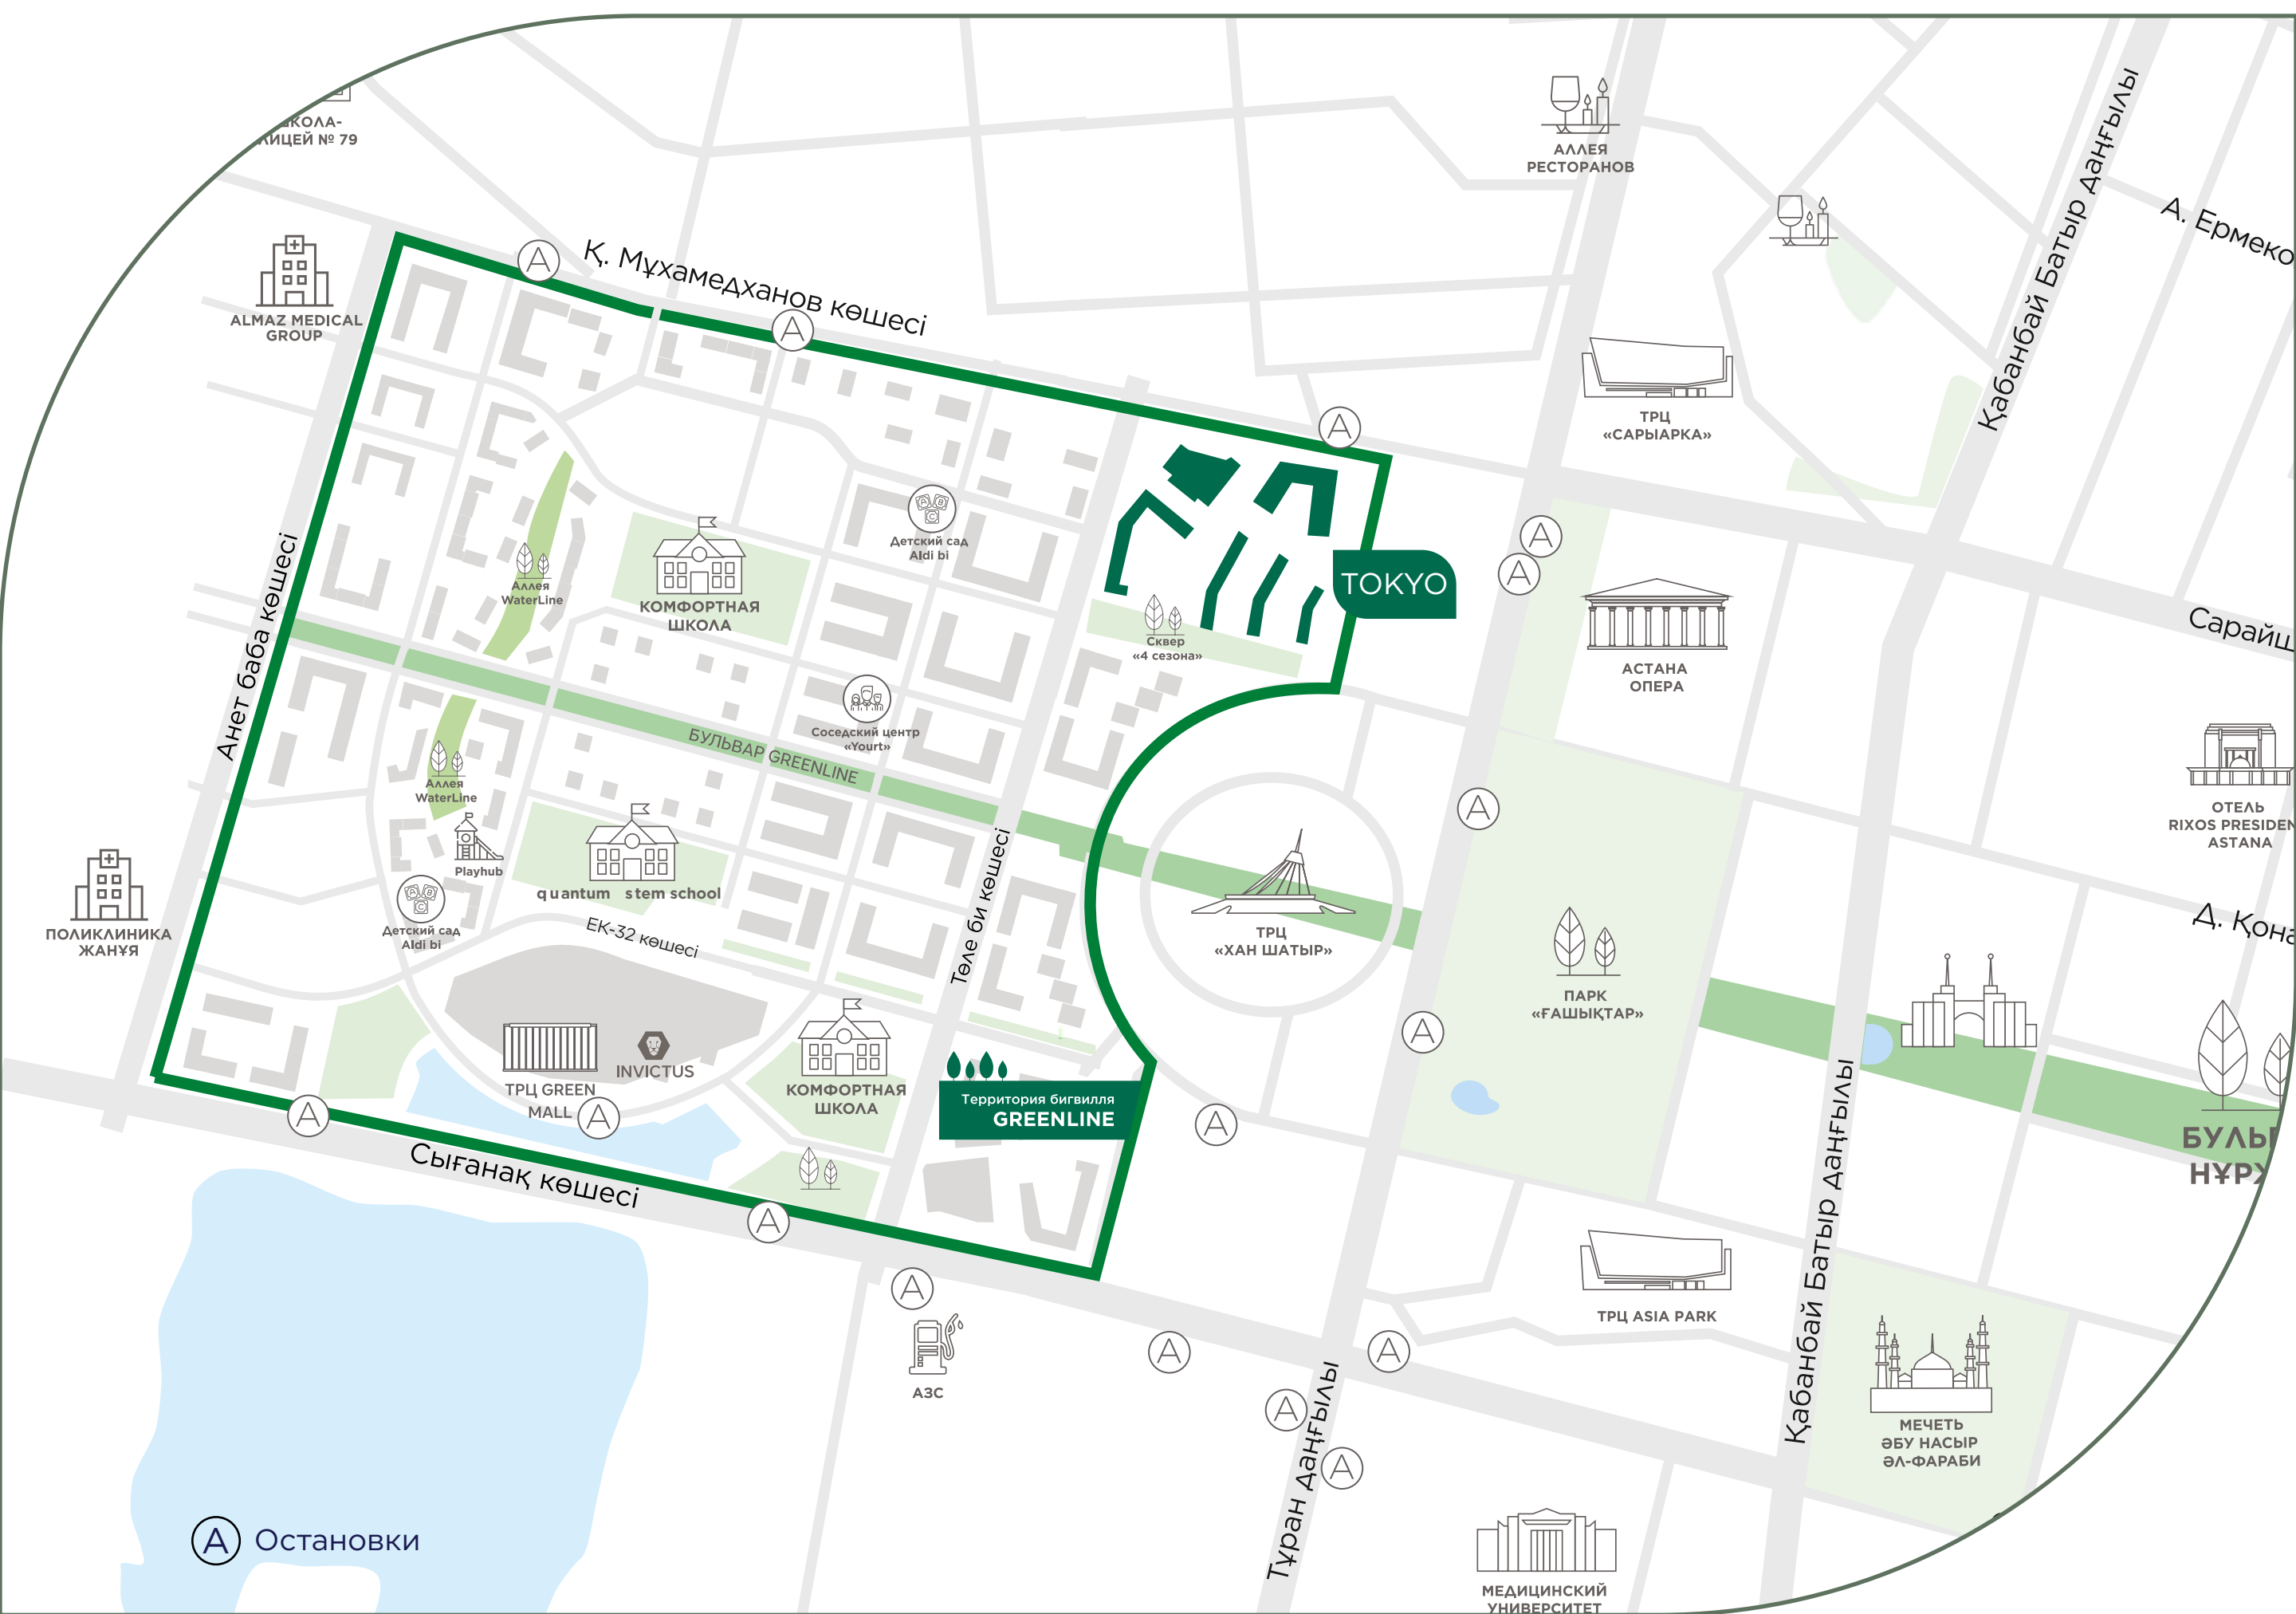 ЛИЦЕЙ № 79
АЛЛЕЯ
РЕСТОРАНОВ
Қабанбай Батыр даңғылы
А. Ермеко
ALMAZ MEDICAL
GROUP
А
Қ. Мұхамедханов көшесі
А
А
ТРЦ
«САРЫАРКА»
Детский сад
Aldi bi
А
А
TOKYO
Аллея
WaterLine
КОМФОРТНАЯ
ШКОЛА
Сквер
«4 сезона»
АСТАНА
ОПЕРА
Сарайш
Анет баба көшесі
Соседский центр
«Yourt»
БУЛЬВАР GREENLINE
Аллея
WaterLine
А
ОТЕЛЬ
RIXOS PRESIDEN
ASTANA
Playhub
quantum stem school
Төле би көшесі
Детский сад
Aldi bi
ЕК-32 көшесі
ПОЛИКЛИНИКА
ЖАНҰЯ
ТРЦ
«ХАН ШАТЫР»
Д. Қона
ПАРК
«ҒАШЫҚТАР»
А
INVICTUS
ТРЦ GREEN
MALL
А
КОМФОРТНАЯ
ШКОЛА
Территория бигвилля
GREENLINE
А
А
Сығанақ көшесі
А
БУЛЬ
НҰР
Қабанбай Батыр даңғылы
А
АЗС
А
А
ТРЦ ASIA PARK
А
А
Тұран даңғылы
МЕЧЕТЬ
ӘБУ НАСЫР
ӘЛ-ФАРАБИ
А Остановки
МЕДИЦИНСКИЙ
УНИВЕРСИТЕТ